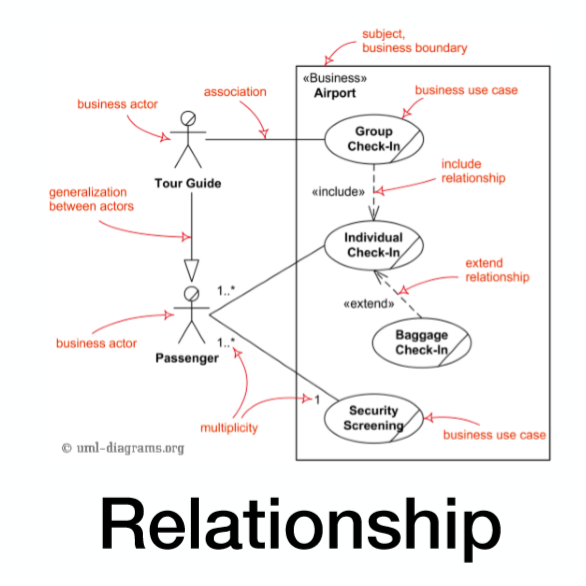 subject,
business boundary
«Business»
Airport
business use case
association
business actor
Group
Check-In
include
relationship
Tour Guide
«include»
generalization
between actors
Individual
Check-In
extend
relationship
1..*
«extend»
business actor
Passenger
1..*
Baggage
Check-In
1
multiplicity
Security
Screening
business use case
© uml-diagrams.org
Relationship